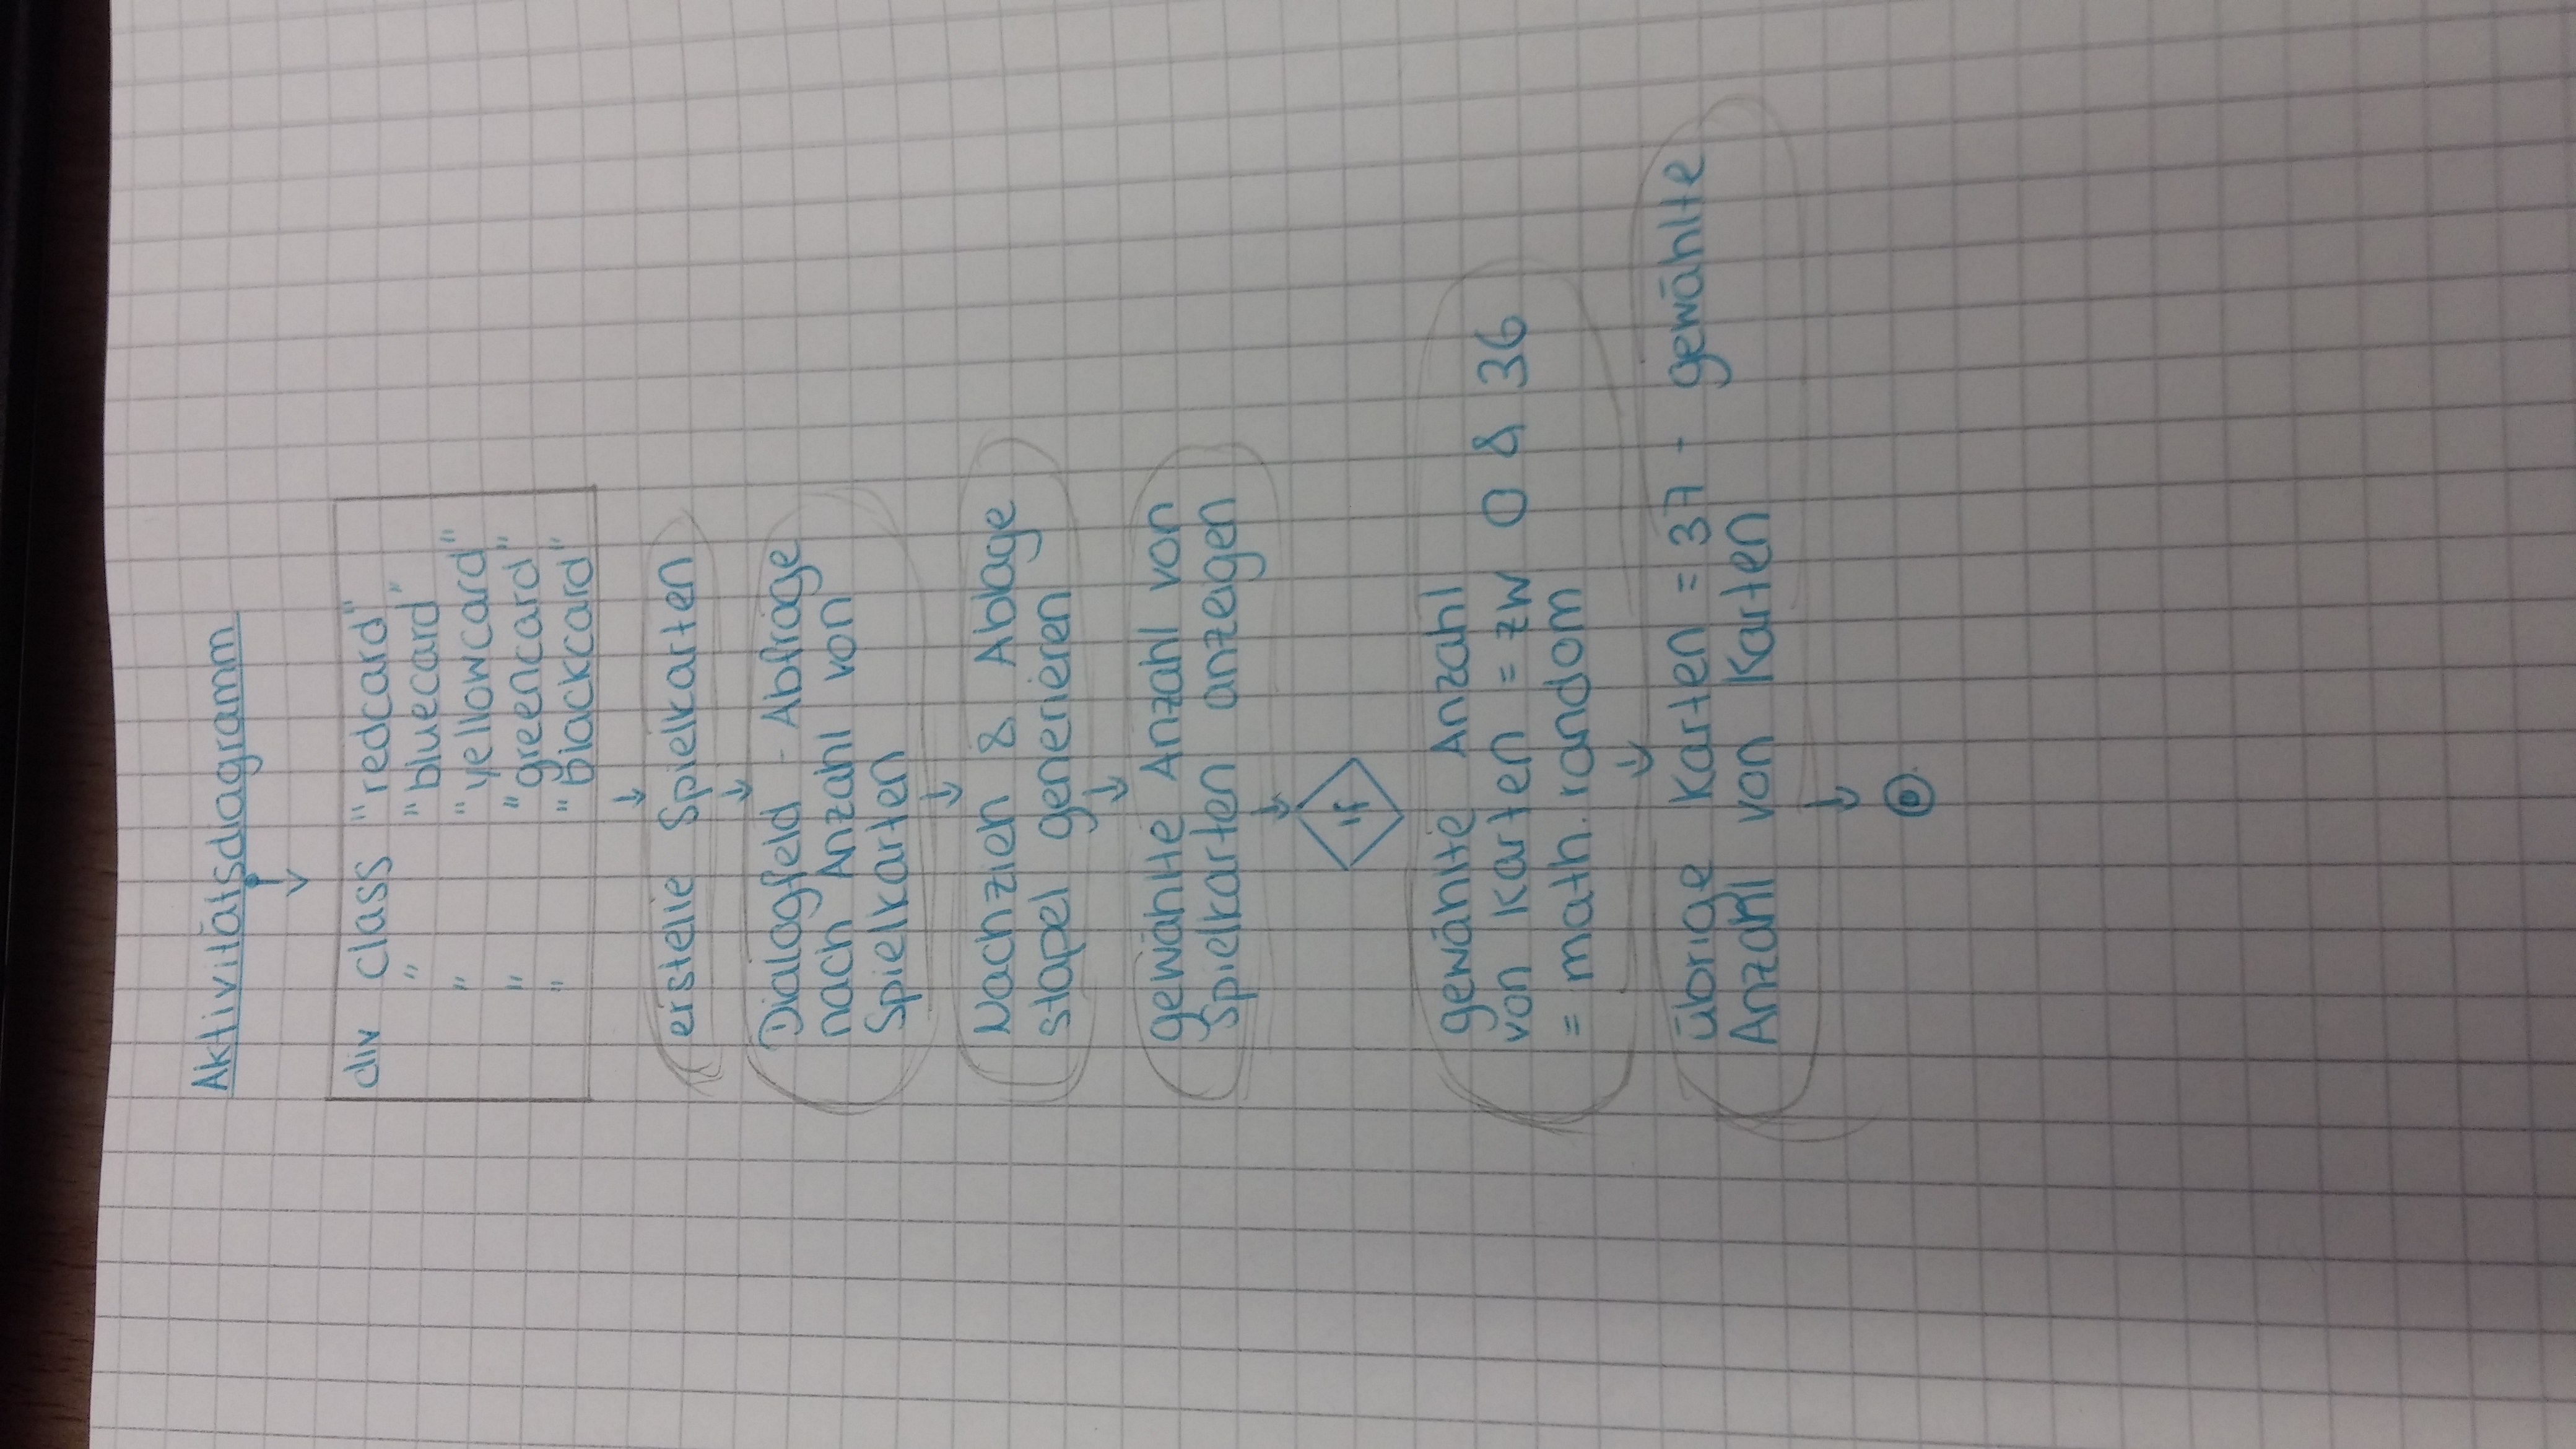 Aktivitätsdagramm
div class "redcard"
" "bluecard"
" "yellowcard"
" "greencard"
" "blackcard"
erstelle Spielkarten
Dialogfeld - Abfrage
nach Anzahl von
Spielkarten
Nachzieh & Ablage
stapel generieren
gewählte Anzahl von
Spielkarten anzeigen
if
gewählte Anzahl
von Karten = zw 0 & 36
= math.random
übrige Karten = 37 - gewählte
Anzahl von Karten